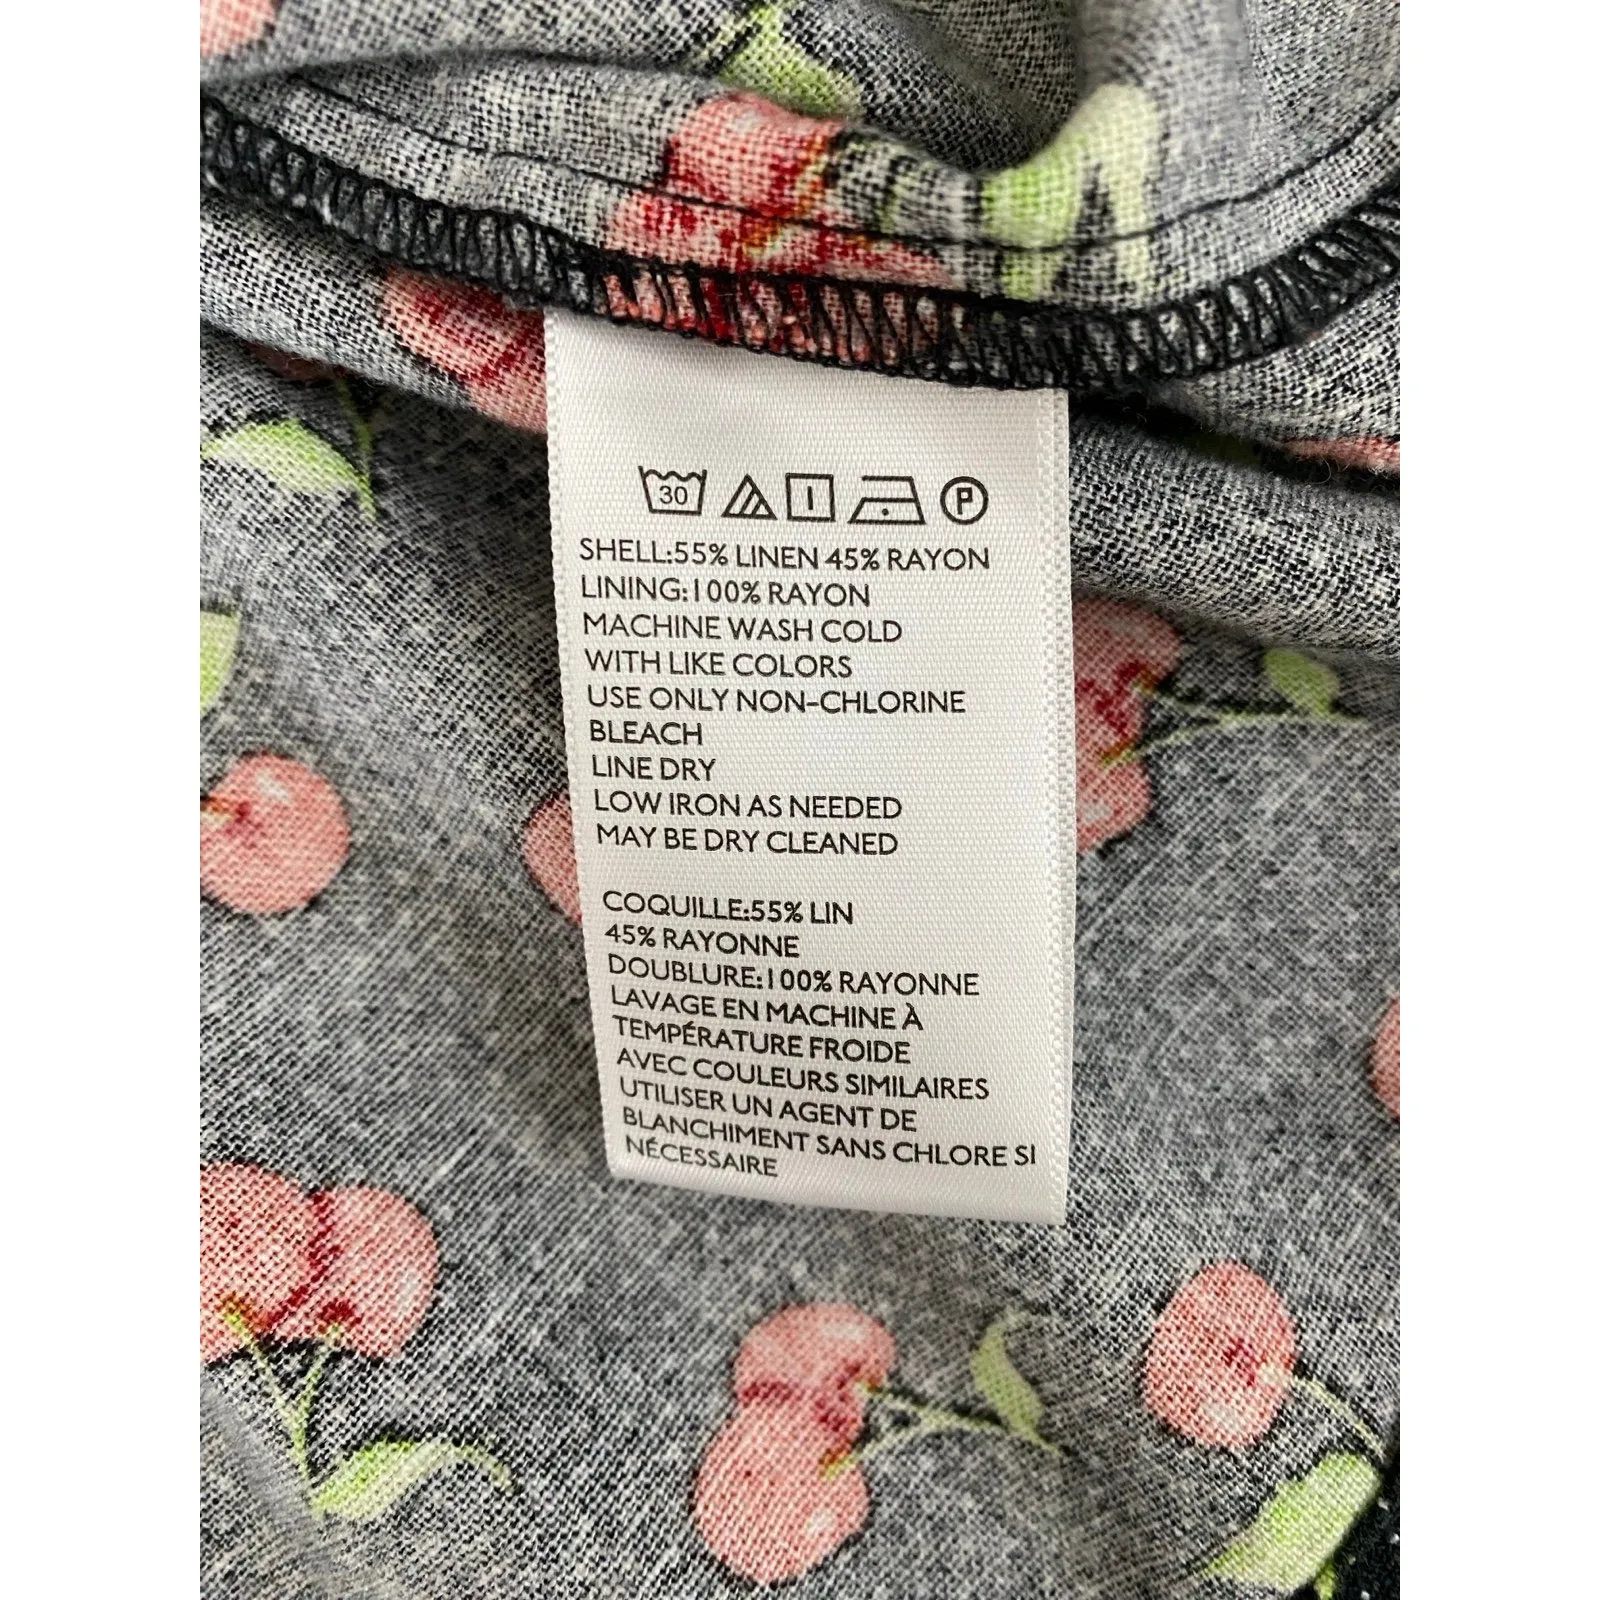 30 P
SHELL:55% LINEN 45% RAYON
LINING:100% RAYON
MACHINE WASH COLD
WITH LIKE COLORS
USE ONLY NON-CHLORINE
BLEACH
LINE DRY
LOW IRON AS NEEDED
MAY BE DRY CLEANED
COQUILLE:55% LIN
45% RAYONNE
DOUBLURE:100% RAYONNE
LAVAGE EN MACHINE À
TEMPÉRATURE FROIDE
AVEC COULEURS SIMILAIRES
UTILISER UN AGENT DE
BLANCHIMENT SANS CHLORE SI
NÉCESSAIRE